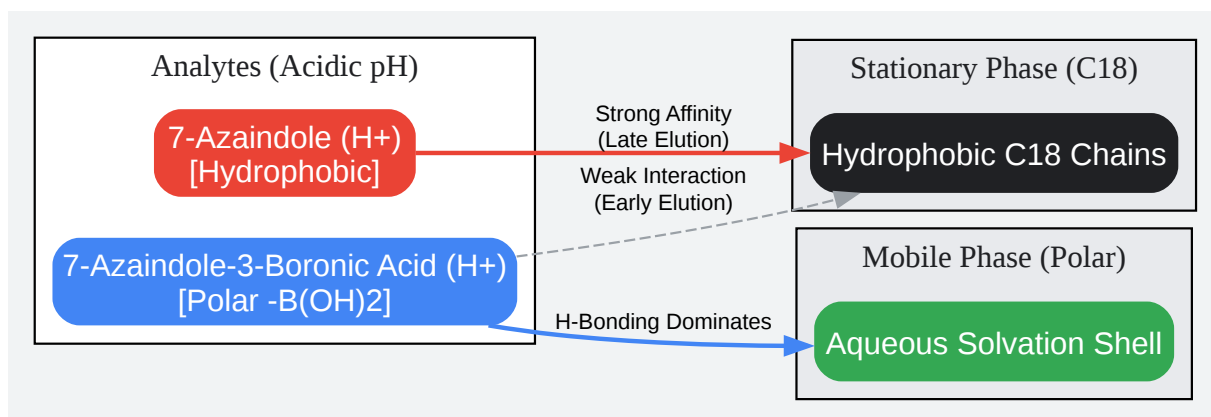 Analytes (Acidic pH)
7-Azaindole (H+)
[Hydrophobic]
7-Azaindole-3-Boronic Acid (H+)
[Polar -B(OH)2]
Strong Affinity
(Late Elution)
Weak Interaction
(Early Elution)
H-Bonding Dominates
Stationary Phase (C18)
Hydrophobic C18 Chains
Mobile Phase (Polar)
Aqueous Solvation Shell